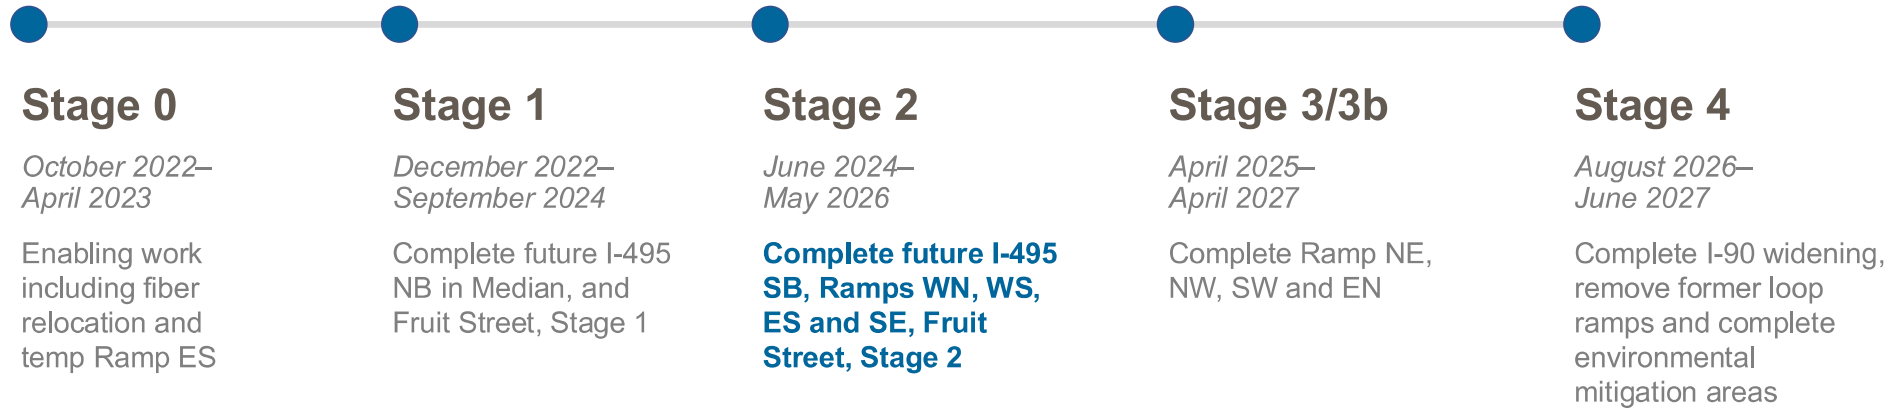 Stage 0
October 2022–
April 2023
Enabling work
including fiber
relocation and
temp Ramp ES
Stage 1
December 2022–
September 2024
Complete future I-495
NB in Median, and
Fruit Street, Stage 1
Stage 2
June 2024–
May 2026
Complete future I-495
SB, Ramps WN, WS,
ES and SE, Fruit
Street, Stage 2
Stage 3/3b
April 2025–
April 2027
Complete Ramp NE,
NW, SW and EN
Stage 4
August 2026–
June 2027
Complete I-90 widening,
remove former loop
ramps and complete
environmental
mitigation areas